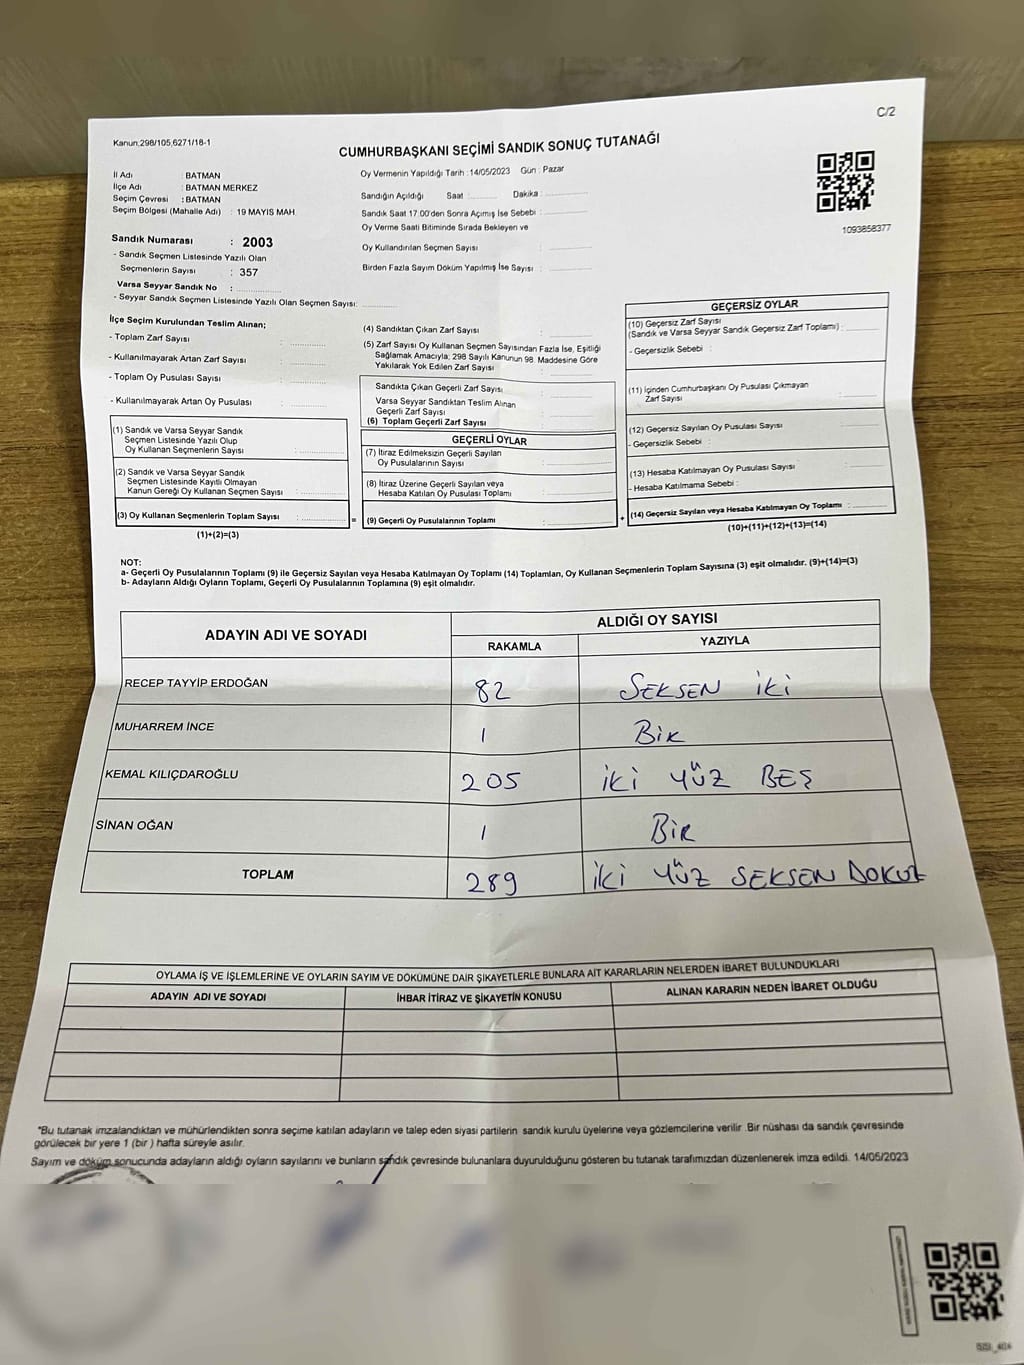 C/2
Kanun,298/105,6271/18-1
CUMHURBAŞKANI SEÇİMİ SANDIK SONUÇ TUTANAĞI
İl Adı : BATMAN
İlçe Adı : BATMAN MERKEZ
Seçim Çevresi : BATMAN
Seçim Bölgesi (Mahalle Adı) : 19 MAYIS MAH.
Oy Vermenin Yapıldığı Tarih :14/05/2023 Gün : Pazar
Sandığın Açıldığı Saat : Dakika :
Sandık Saat 17.00'den Sonra Açımış İse Sebebi :
Oy Verme Saati Bitiminde Sırada Bekleyen ve
Oy Kullandırılan Seçmen Sayısı :
Birden Fazla Sayım Döküm Yapılmış İse Sayısı :
1093858377
Sandık Numarası : 2003
- Sandık Seçmen Listesinde Yazılı Olan
Seçmenlerin Sayısı : 357
Varsa Seyyar Sandık No :
- Seyyar Sandık Seçmen Listesinde Yazılı Olan Seçmen Sayısı:
İlçe Seçim Kurulundan Teslim Alınan;
- Toplam Zarf Sayısı :
- Kullanılmayarak Artan Zarf Sayısı :
- Toplam Oy Pusulası Sayısı :
- Kullanılmayarak Artan Oy Pusulası :
(1) Sandık ve Varsa Seyyar Sandık
Seçmen Listesinde Yazılı Olup
Oy Kullanan Seçmenlerin Sayısı :
(2) Sandık ve Varsa Seyyar Sandık
Seçmen Listesinde Kayıtlı Olmayan
Kanun Gereği Oy Kullanan Seçmen Sayısı :
(3) Oy Kullanan Seçmenlerin Toplam Sayısı :
(1)+(2)=(3)
(4) Sandıktan Çıkan Zarf Sayısı :
(5) Zarf Sayısı Oy Kullanan Seçmen Sayısından Fazla İse, Eşitliği
Sağlamak Amacıyla; 298 Sayılı Kanunun 98. Maddesine Göre
Yakılarak Yok Edilen Zarf Sayısı :
Sandıkta Çıkan Geçerli Zarf Sayısı :
Varsa Seyyar Sandıktan Teslim Alınan
Geçerli Zarf Sayısı :
(6) Toplam Geçerli Zarf Sayısı :
GEÇERLİ OYLAR
(7) İtiraz Edilmeksizin Geçerli Sayılan
Oy Pusulalarının Sayısı :
(8) İtiraz Üzerine Geçerli Sayılan veya
Hesaba Katılan Oy Pusulası Toplamı :
= (9) Geçerli Oy Pusulalarının Toplamı :
GEÇERSİZ OYLAR
(10) Geçersiz Zarf Sayısı
(Sandık ve Varsa Seyyar Sandık Geçersiz Zarf Toplamı) :
- Geçersizlik Sebebi :
(11) İçinden Cumhurbaşkanı Oy Pusulası Çıkmayan
Zarf Sayısı :
(12) Geçersiz Sayılan Oy Pusulası Sayısı :
- Geçersizlik Sebebi :
(13) Hesaba Katılmayan Oy Pusulası Sayısı :
- Hesaba Katılmama Sebebi :
+ (14) Geçersiz Sayılan veya Hesaba Katılmayan Oy Toplamı :
(10)+(11)+(12)+(13)=(14)
NOT:
a- Geçerli Oy Pusulalarının Toplamı (9) ile Geçersiz Sayılan veya Hesaba Katılmayan Oy Toplamı (14) Toplamları, Oy Kullanan Seçmenlerin Toplam Sayısına (3) eşit olmalıdır. (9)+(14)=(3)
b- Adayların Aldığı Oyların Toplamı, Geçerli Oy Pusulalarının Toplamına (9) eşit olmalıdır.
ADAYIN ADI VE SOYADI ALDIĞI OY SAYISI
RAKAMLA YAZIYLA
RECEP TAYYİP ERDOĞAN 82 SEKSEN İKİ
MUHARREM İNCE 1 BİR
KEMAL KILIÇDAROĞLU 205 İKİ YÜZ BEŞ
SİNAN OĞAN 1 BİR
TOPLAM 289 İKİ YÜZ SEKSEN DOKUZ
OYLAMA İŞ VE İŞLEMLERİNE VE OYLARIN SAYIM VE DÖKÜMÜNE DAİR ŞİKAYETLERLE BUNLARA AİT KARARLARIN NELERDEN İBARET BULUNDUKLARI
ADAYIN ADI VE SOYADI İHBAR İTİRAZ VE ŞİKAYETİN KONUSU ALINAN KARARIN NEDEN İBARET OLDUĞU
"Bu tutanak imzalandıktan ve mühürlendikten sonra seçime katılan adayların ve talep eden siyasi partilerin sandık kurulu üyelerine veya gözlemcilerine verilir. Bir nüshası da sandık çevresinde
görülecek bir yere 1 (bir ) hafta süreyle asılır.
Sayım ve döküm sonucunda adayların aldığı oyların sayılarını ve bunların sandık çevresinde bulunanlara duyurulduğunu gösteren bu tutanak tarafımızdan düzenlenerek imza edildi. 14/05/2023